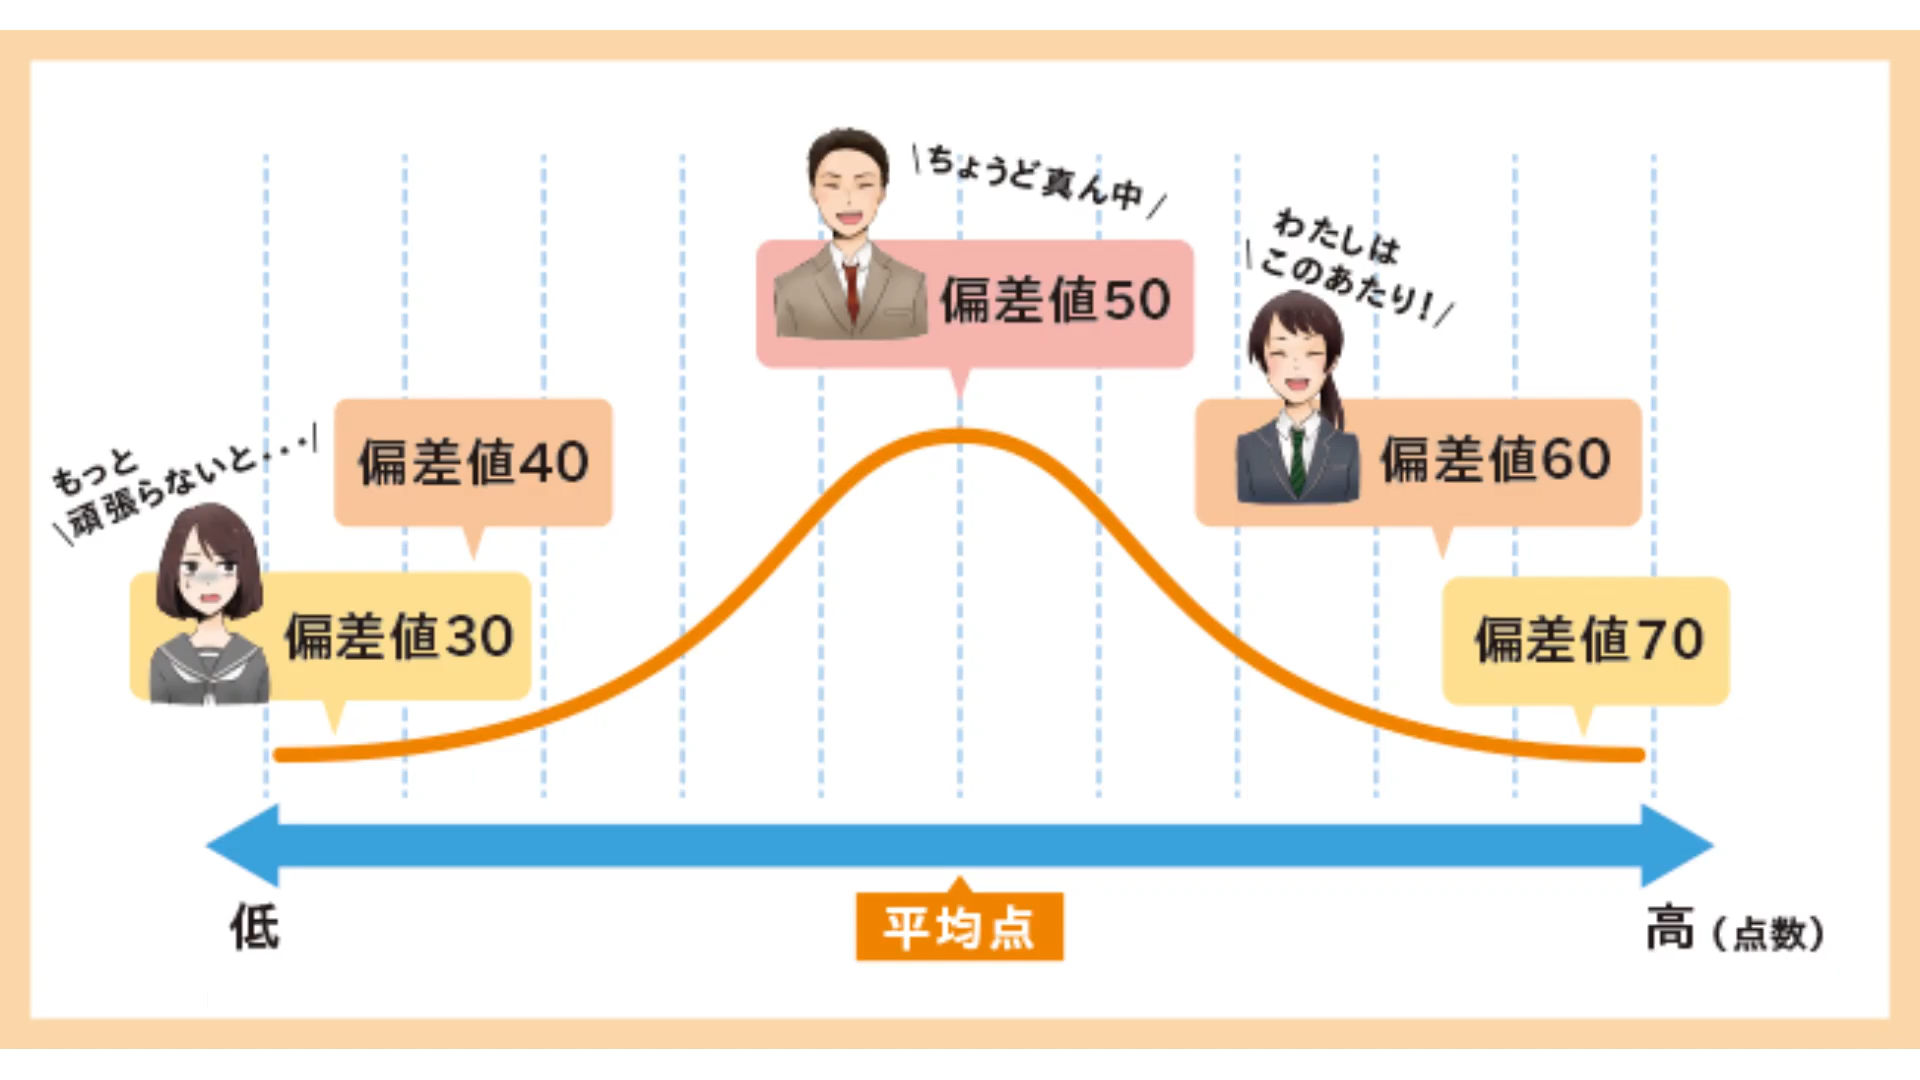 ちょうど真ん中
偏差値50
わたしは
このあたり!
偏差値60
偏差値40
もっと
頑張らないと・・・
偏差値30
偏差値70
低
平均点
高(点数)